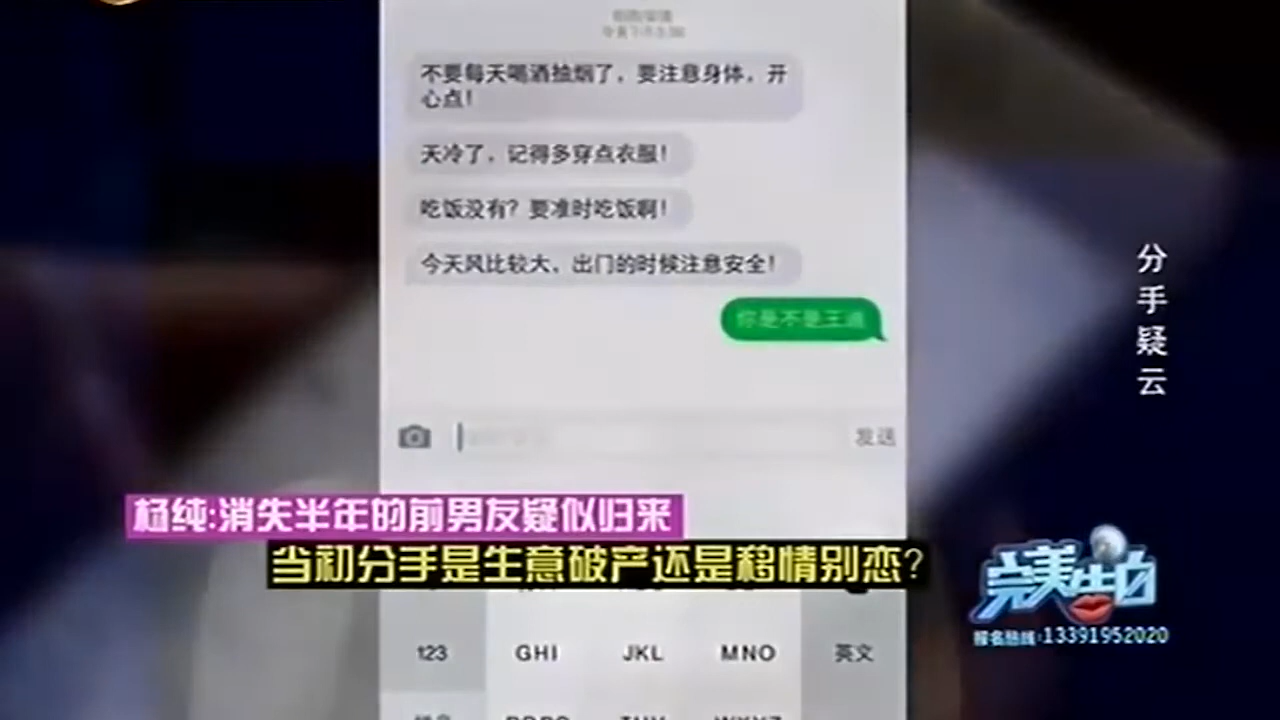 不要每天喝酒抽烟了，要注意身体，开
心点！
天冷了，记得多穿点衣服！
吃饭没有？要准时吃饭啊！
今天风比较大，出门的时候注意安全！
你是不是王迪
发送
分手疑云
杨纯:消失半年的前男友疑似归来
当初分手是生意破产还是移情别恋？
完美告白
报名热线:13391952020
123
GHI
JKL
MNO
英文